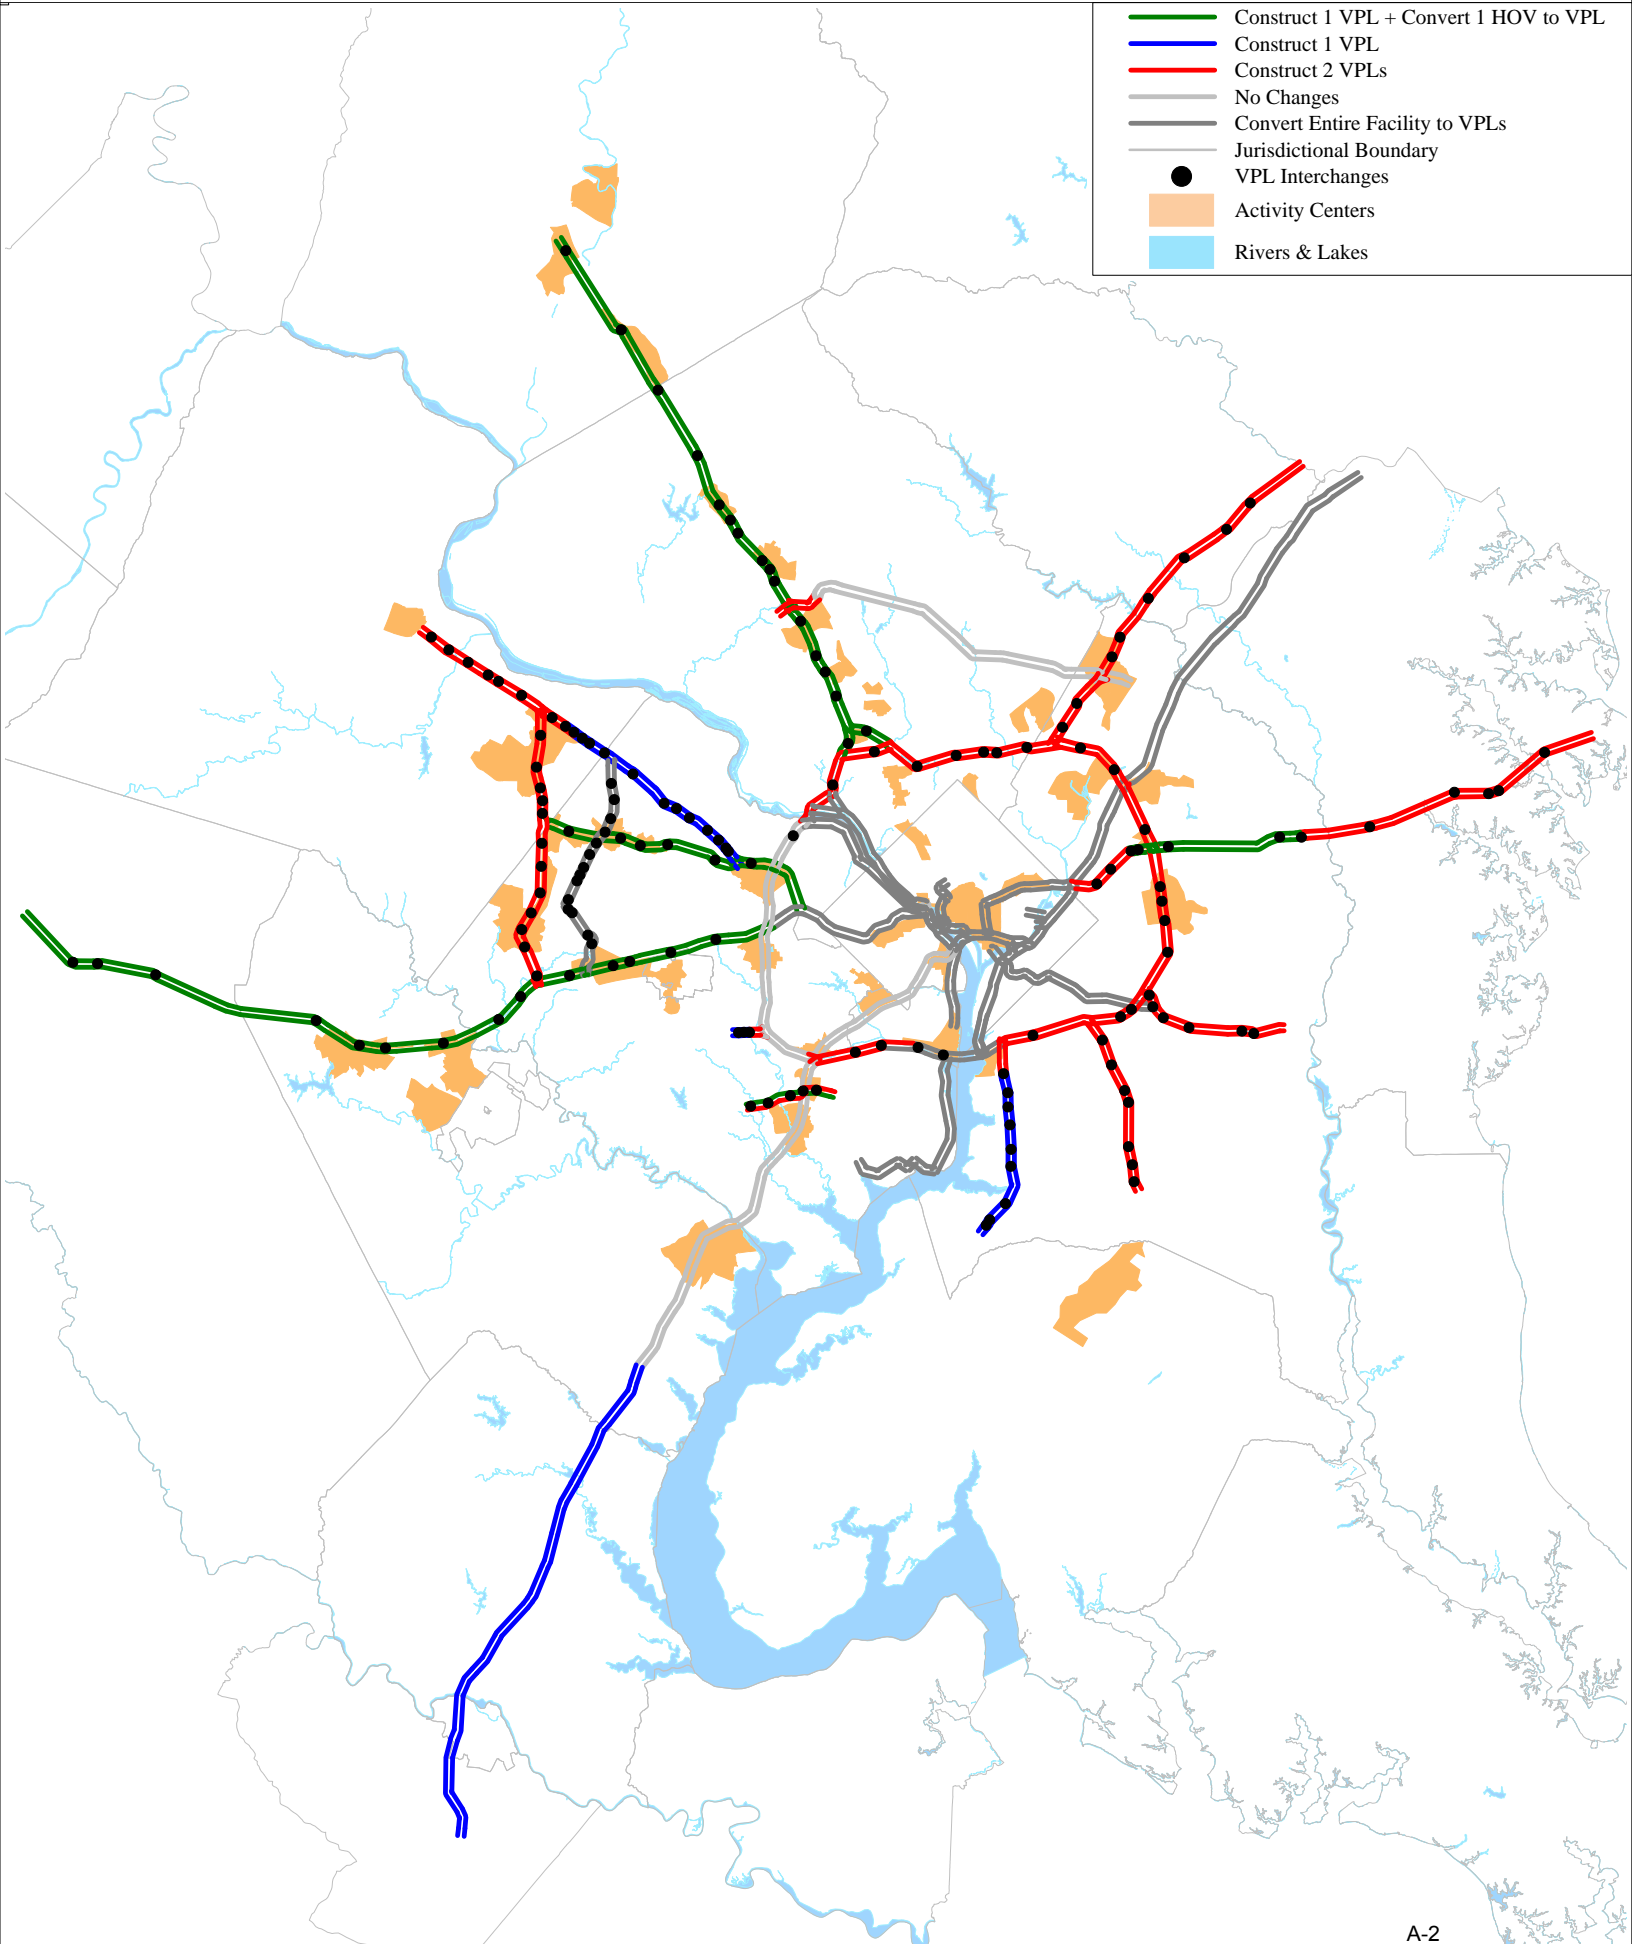 Construct 1 VPL + Convert 1 HOV to VPL
Construct 1 VPL
Construct 2 VPLs
No Changes
Convert Entire Facility to VPLs
Jurisdictional Boundary
VPL Interchanges
Activity Centers
Rivers & Lakes
A-2